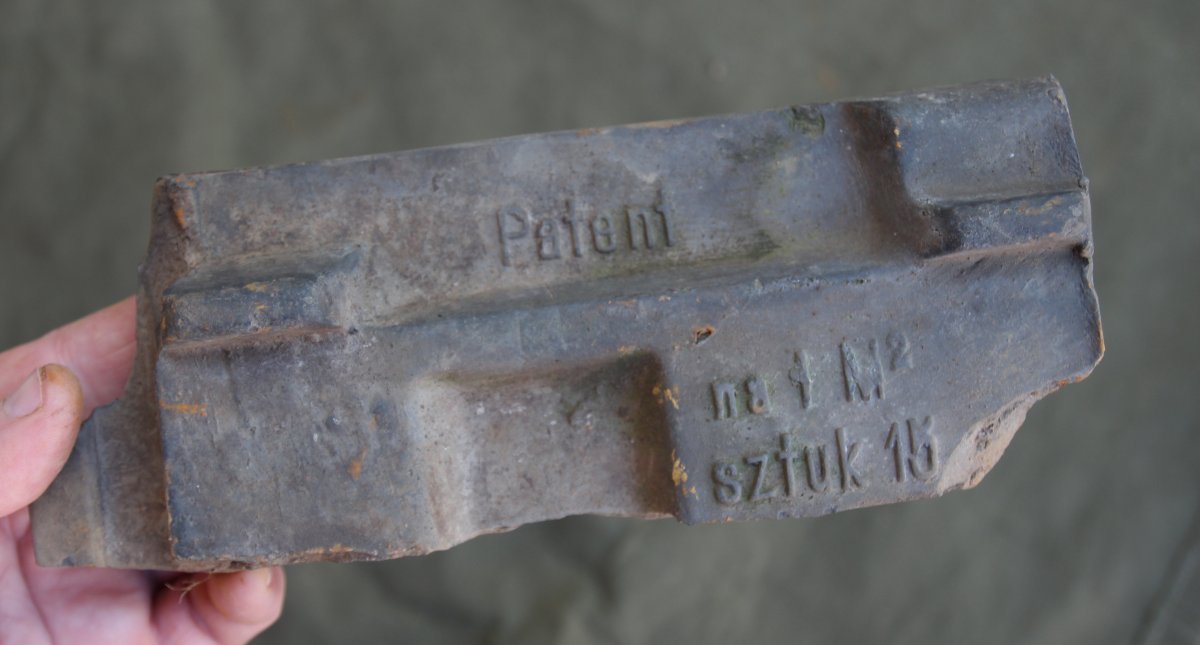 Patent
na 1 M²
sztuk 15